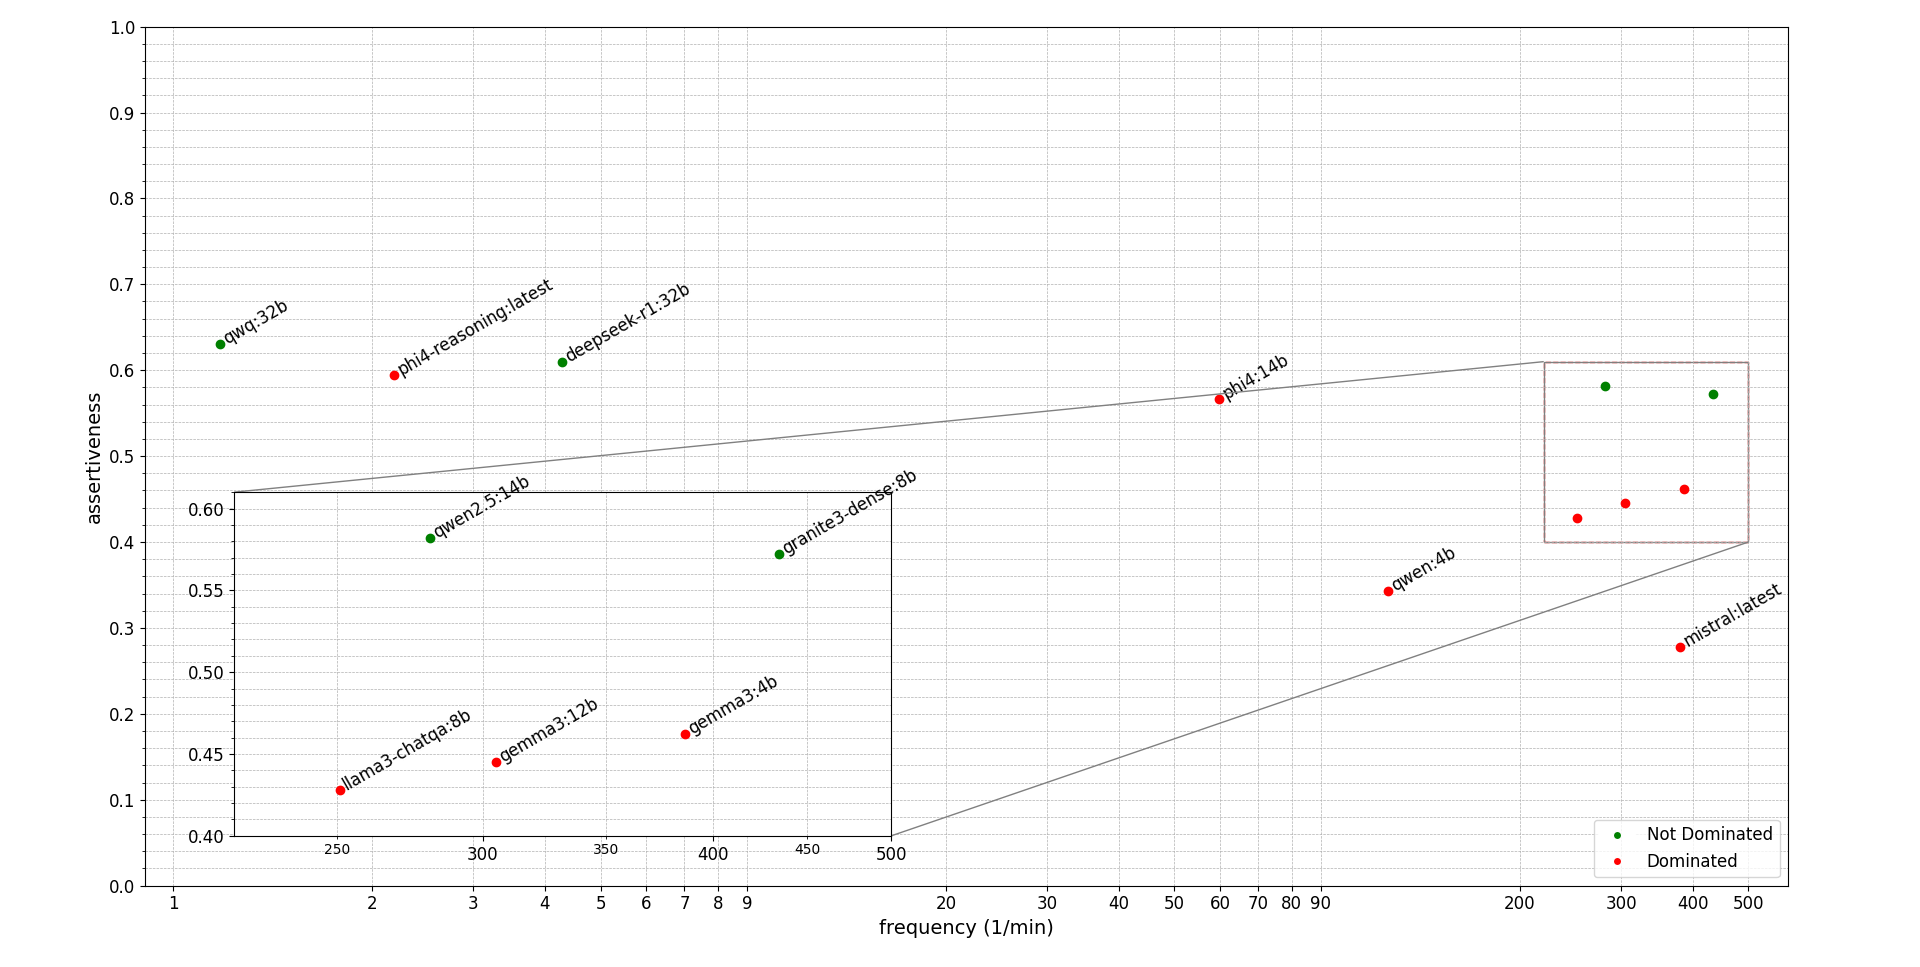 1.0
0.9
0.8
0.7
0.6
0.5
0.4
0.3
0.2
0.1
0.0
assertiveness
qwq:32b
phi4-reasoning:latest
deepseek-r1:32b
phi4:14b
qwen:4b
mistral:latest
0.60
0.55
0.50
0.45
0.40
qwen2.5:14b
granite3-dense:8b
llama3-chatqa:8b
gemma3:12b
gemma3:4b
250 300 350 400 450 500
Not Dominated
Dominated
1 2 3 4 5 6 7 8 9 20 30 40 50 60 70 80 90 200 300 400 500
frequency (1/min)